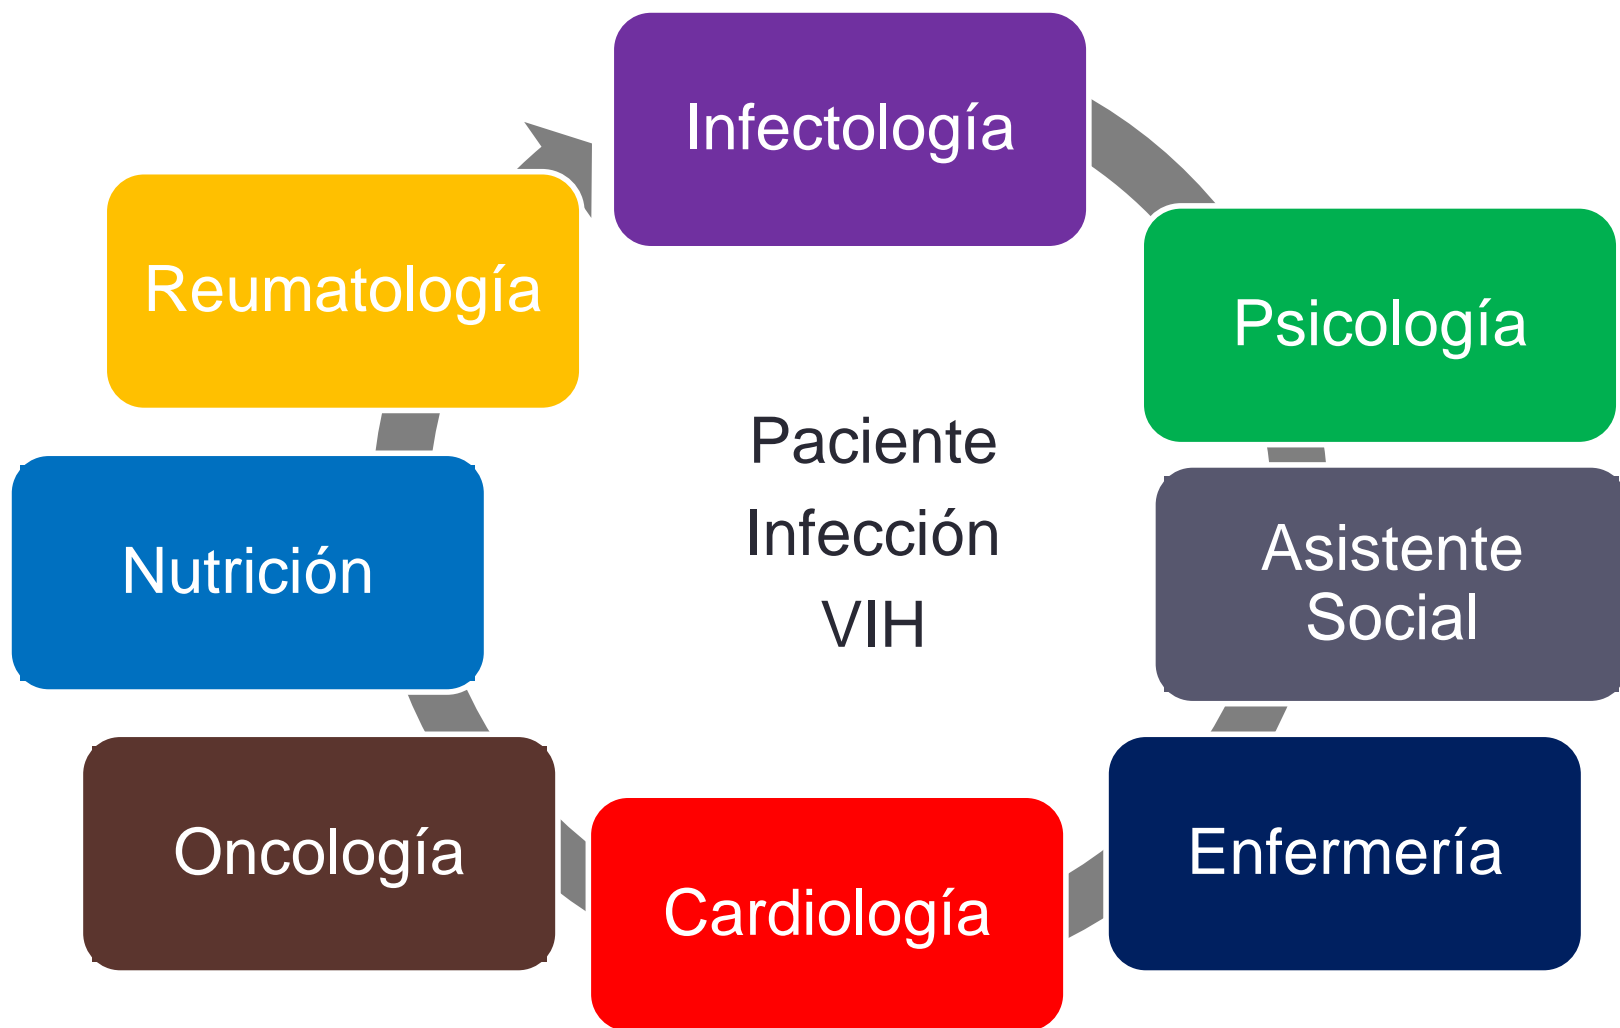 Infectología
Psicología
Asistente
Social
Enfermería
Cardiología
Oncología
Nutrición
Reumatología
Paciente
Infección
VIH